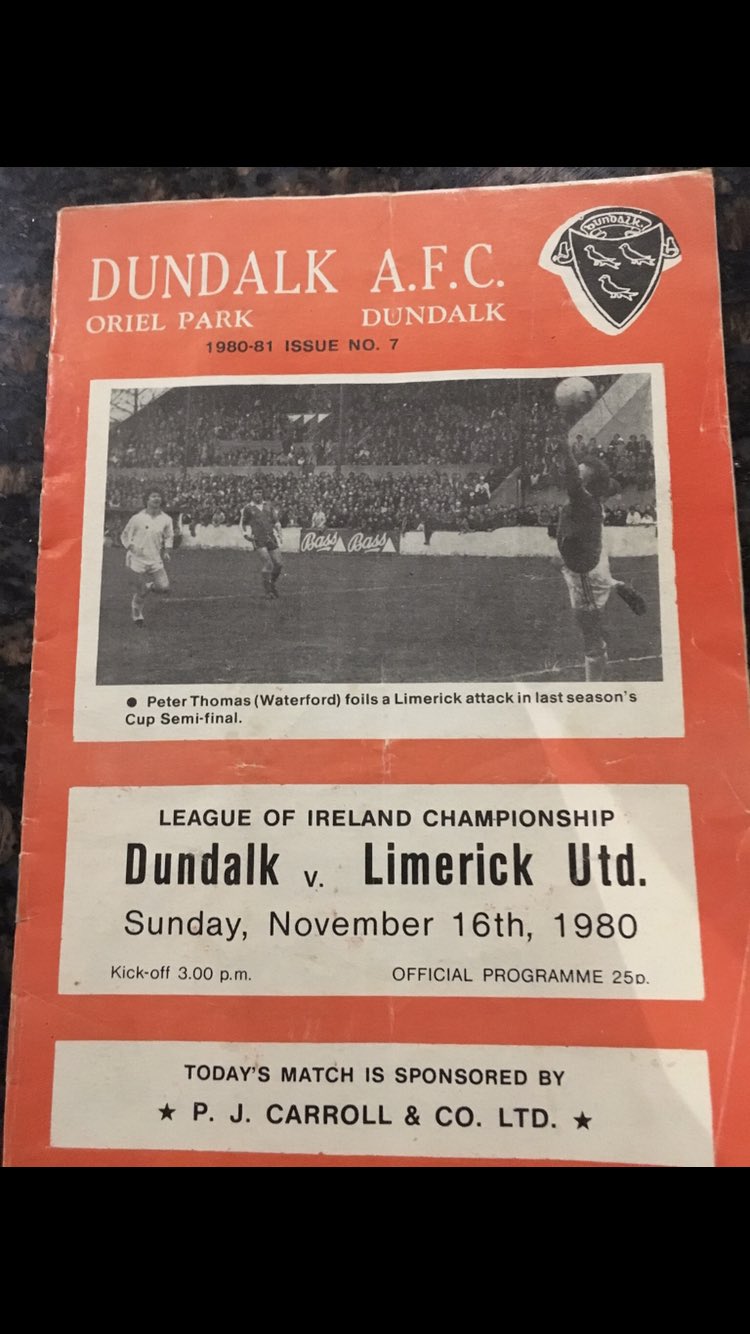 DUNDALK A.F.C.
DUNDALK
ORIEL PARK DUNDALK
1980-81 ISSUE NO. 7
Bass Bass
● Peter Thomas (Waterford) foils a Limerick attack in last season's
Cup Semi-final.
LEAGUE OF IRELAND CHAMPIONSHIP
Dundalk v. Limerick Utd.
Sunday, November 16th, 1980
Kick-off 3.00 p.m. OFFICIAL PROGRAMME 25p.
TODAY'S MATCH IS SPONSORED BY
★ P. J. CARROLL & CO. LTD. ★